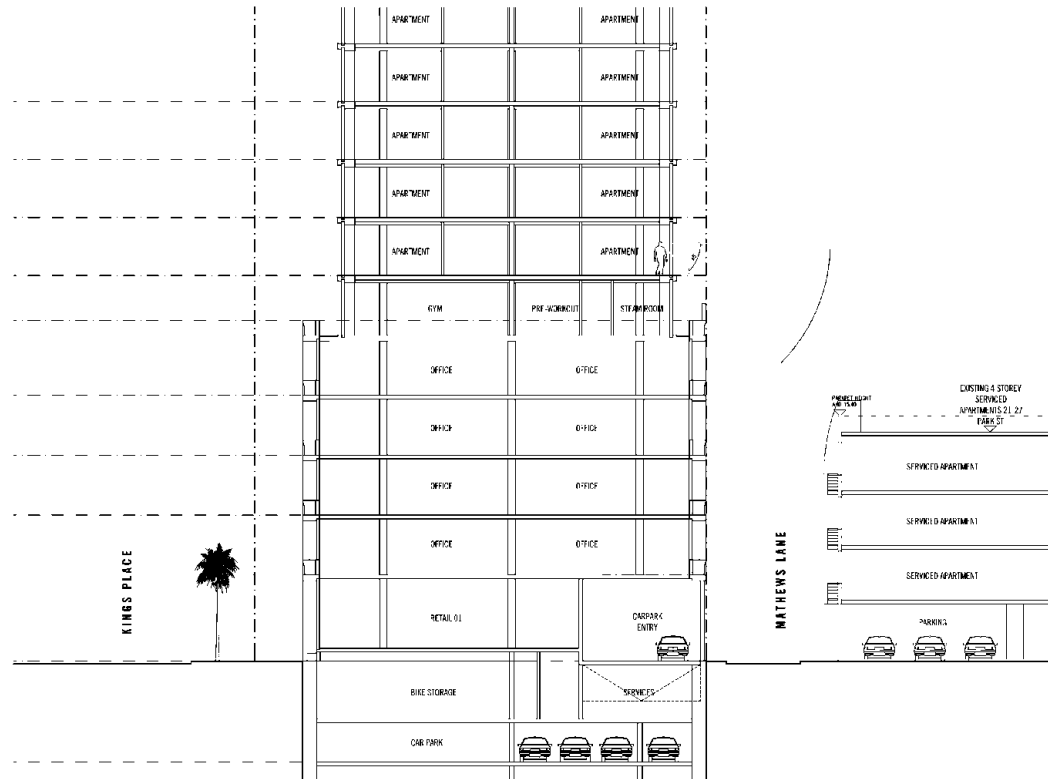 APARTMENT APARTMENT
APARTMENT APARTMENT
APARTMENT APARTMENT
APARTMENT APARTMENT
APARTMENT APARTMENT
GYM PRE-WORKOUT STEAM ROOM
OFFICE OFFICE
OFFICE OFFICE
OFFICE OFFICE
OFFICE OFFICE
RETAIL 01
CARPARK
ENTRY
BIKE STORAGE SERVICES
CAR PARK
KINGS PLACE
MATHEWS LANE
PARAPET HEIGHT
EXISTING 4 STOREY
SERVICED
APARTMENTS 21-27
PARK ST
SERVICED APARTMENT
SERVICED APARTMENT
SERVICED APARTMENT
PARKING